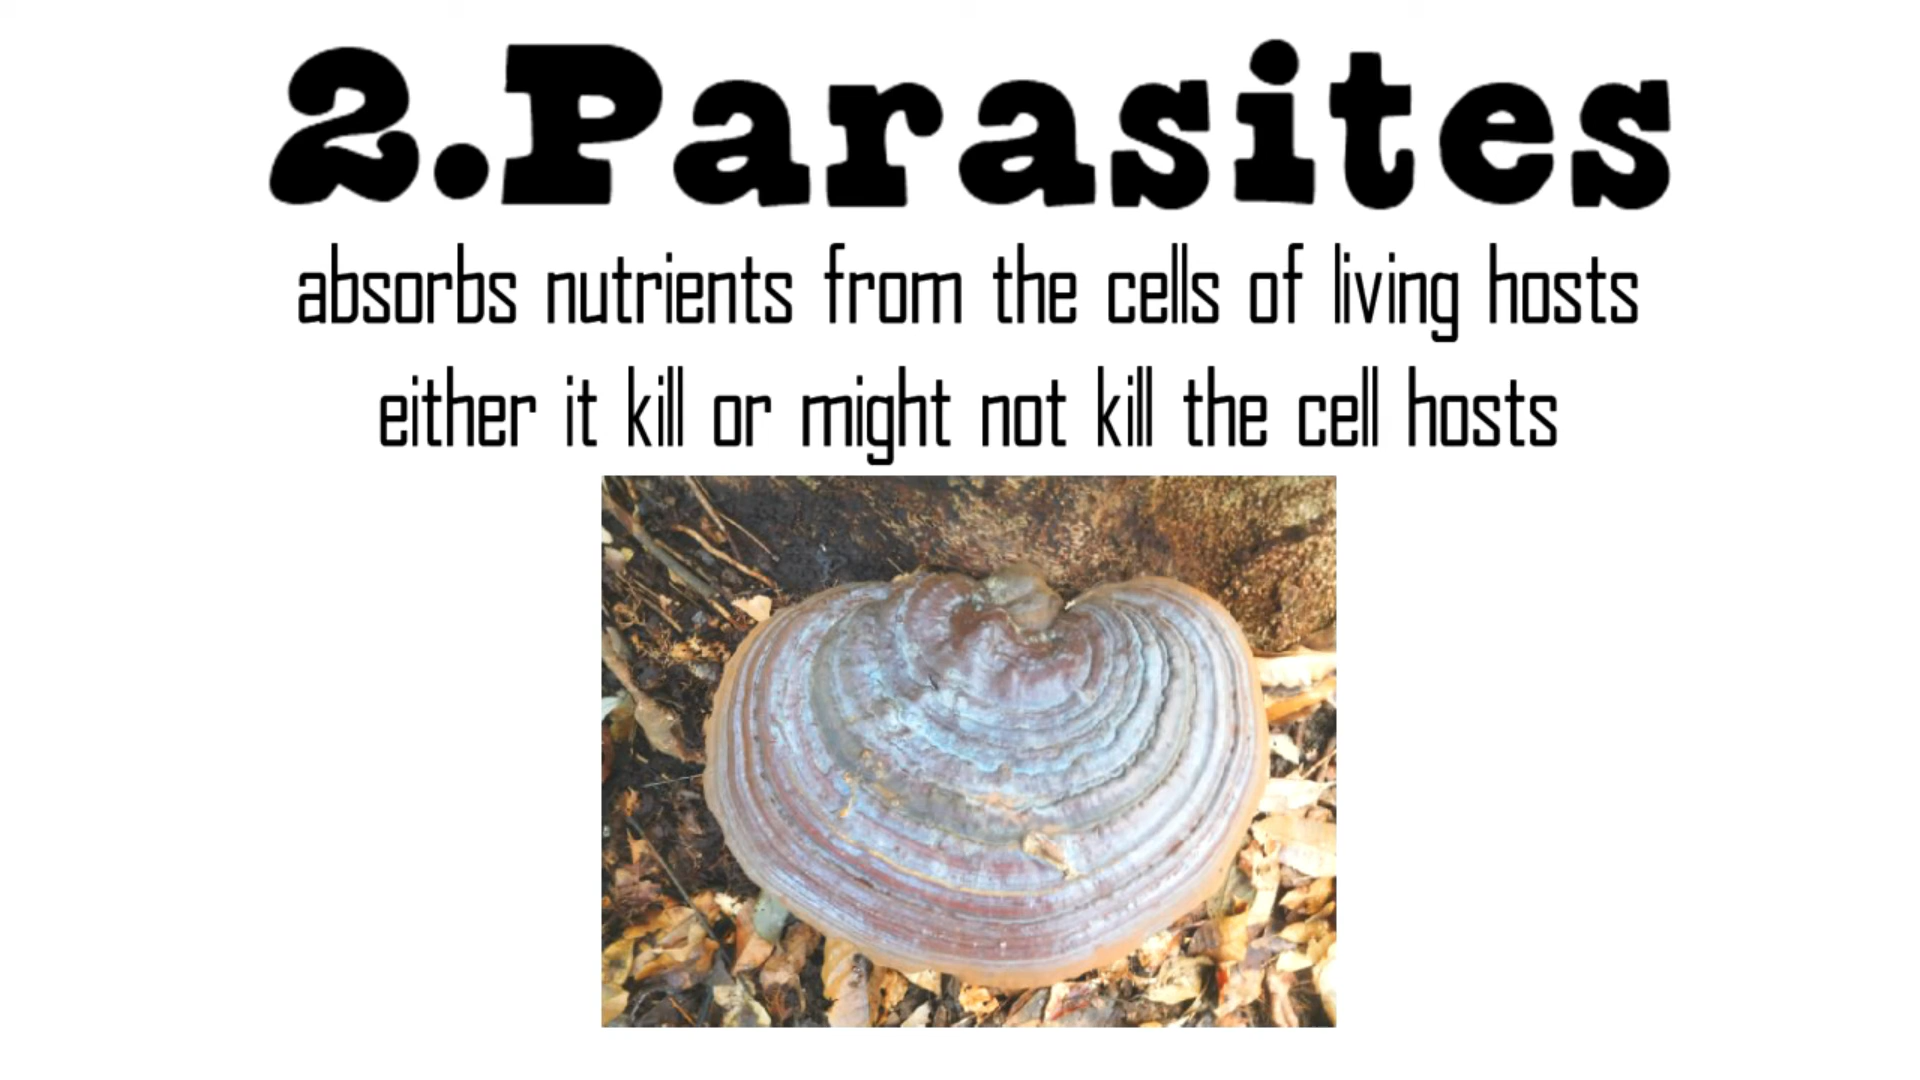 2.Parasites
absorbs nutrients from the cells of living hosts
either it kill or might not kill the cell hosts